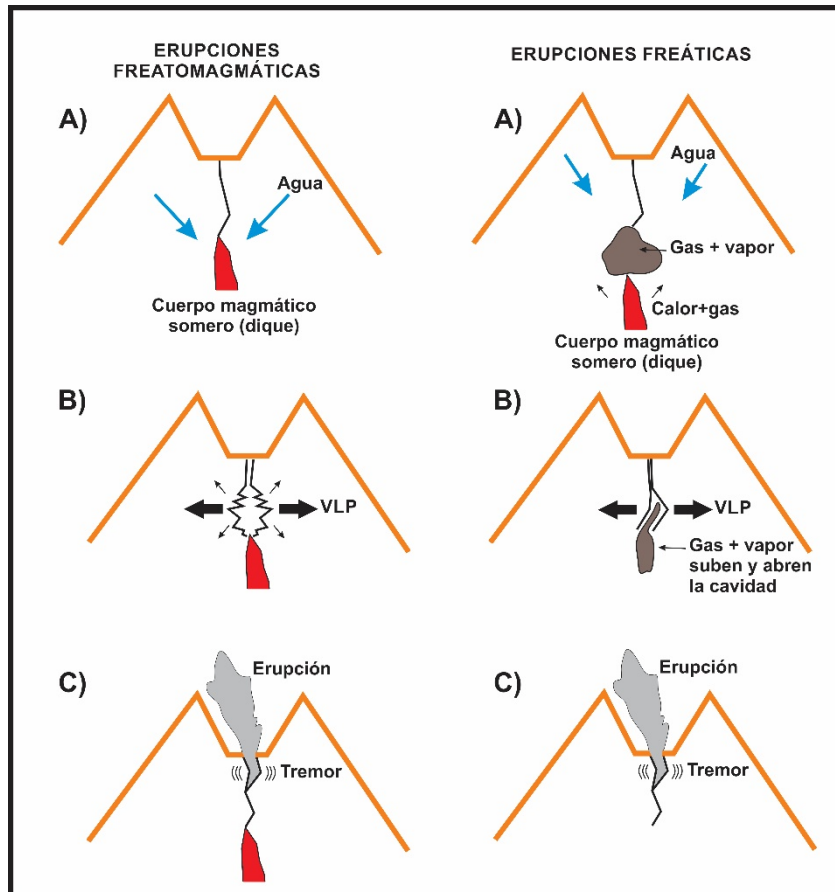 ERUPCIONES
FREATOMAGMÁTICAS
A)
Agua
Cuerpo magmático
somero (dique)
B)
VLP
C)
Erupción
Tremor
ERUPCIONES FREÁTICAS
A)
Agua
Gas + vapor
Calor+gas
Cuerpo magmático
somero (dique)
B)
VLP
Gas + vapor
suben y abren
la cavidad
C)
Erupción
Tremor